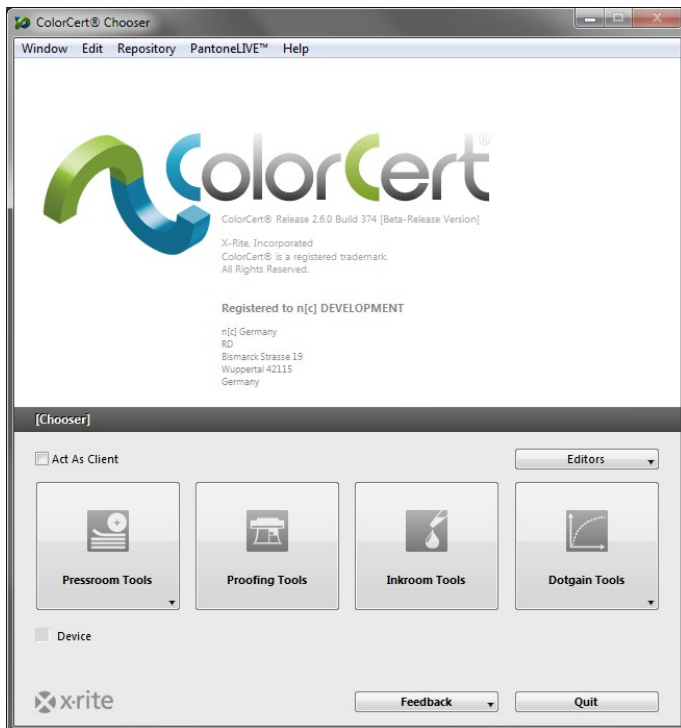 ColorCert® Chooser
Window Edit Repository PantoneLIVE™ Help
ColorCert®
ColorCert® Release 2.6.0 Build 374 [Beta-Release Version]
X-Rite, Incorporated
ColorCert® is a registered trademark.
All Rights Reserved.
Registered to n[c] DEVELOPMENT
n[c] Germany
RD
Bismarck Strasse 19
Wuppertal 42115
Germany
[Chooser]
Act As Client
Editors
Pressroom Tools
Proofing Tools
Inkroom Tools
Dotgain Tools
Device
x·rite
Feedback
Quit